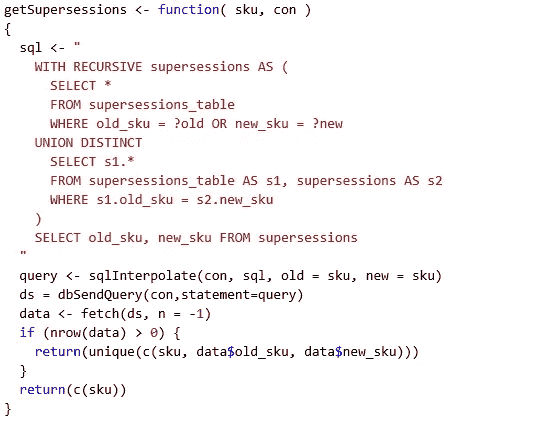 getSupersessions <- function( sku, con )
{
  sql <- "
    WITH RECURSIVE supersessions AS (
      SELECT *
      FROM supersessions_table
      WHERE old_sku = ?old OR new_sku = ?new
    UNION DISTINCT
      SELECT s1.*
      FROM supersessions_table AS s1, supersessions AS s2
      WHERE s1.old_sku = s2.new_sku
    )
    SELECT old_sku, new_sku FROM supersessions
  "
  query <- sqlInterpolate(con, sql, old = sku, new = sku)
  ds = dbSendQuery(con,statement=query)
  data <- fetch(ds, n = -1)
  if (nrow(data) > 0) {
    return(unique(c(sku, data$old_sku, data$new_sku)))
  }
  return(c(sku))
}